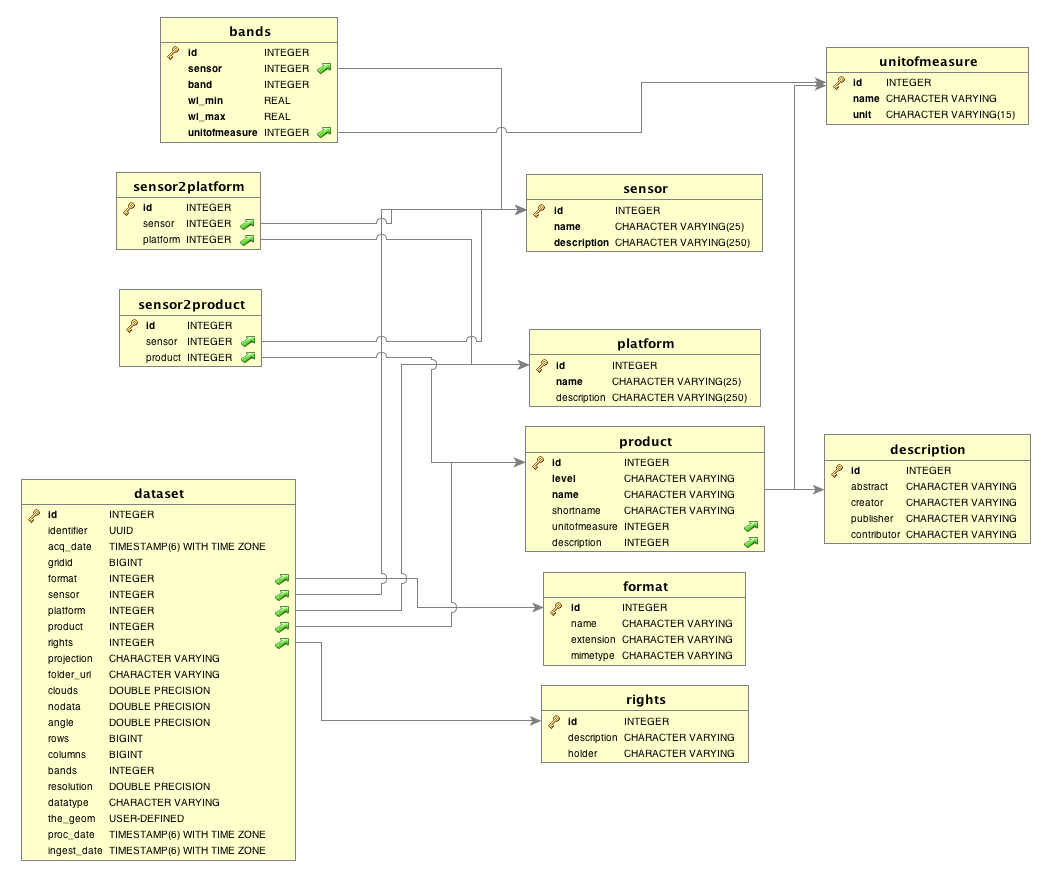 bands
id INTEGER
sensor INTEGER
band INTEGER
wl_min REAL
wl_max REAL
unitofmeasure INTEGER
unitofmeasure
id INTEGER
name CHARACTER VARYING
unit CHARACTER VARYING(15)
sensor2platform
id INTEGER
sensor INTEGER
platform INTEGER
sensor
id INTEGER
name CHARACTER VARYING(25)
description CHARACTER VARYING(250)
sensor2product
id INTEGER
sensor INTEGER
product INTEGER
platform
id INTEGER
name CHARACTER VARYING(25)
description CHARACTER VARYING(250)
product
id INTEGER
level CHARACTER VARYING
name CHARACTER VARYING
shortname CHARACTER VARYING
unitofmeasure INTEGER
description INTEGER
description
id INTEGER
abstract CHARACTER VARYING
creator CHARACTER VARYING
publisher CHARACTER VARYING
contributor CHARACTER VARYING
dataset
id INTEGER
identifier UUID
acq_date TIMESTAMP(6) WITH TIME ZONE
gridid BIGINT
format INTEGER
sensor INTEGER
platform INTEGER
product INTEGER
rights INTEGER
projection CHARACTER VARYING
folder_url CHARACTER VARYING
clouds DOUBLE PRECISION
nodata DOUBLE PRECISION
angle DOUBLE PRECISION
rows BIGINT
columns BIGINT
bands INTEGER
resolution DOUBLE PRECISION
datatype CHARACTER VARYING
the_geom USER-DEFINED
proc_date TIMESTAMP(6) WITH TIME ZONE
ingest_date TIMESTAMP(6) WITH TIME ZONE
format
id INTEGER
name CHARACTER VARYING
extension CHARACTER VARYING
mimetype CHARACTER VARYING
rights
id INTEGER
description CHARACTER VARYING
holder CHARACTER VARYING